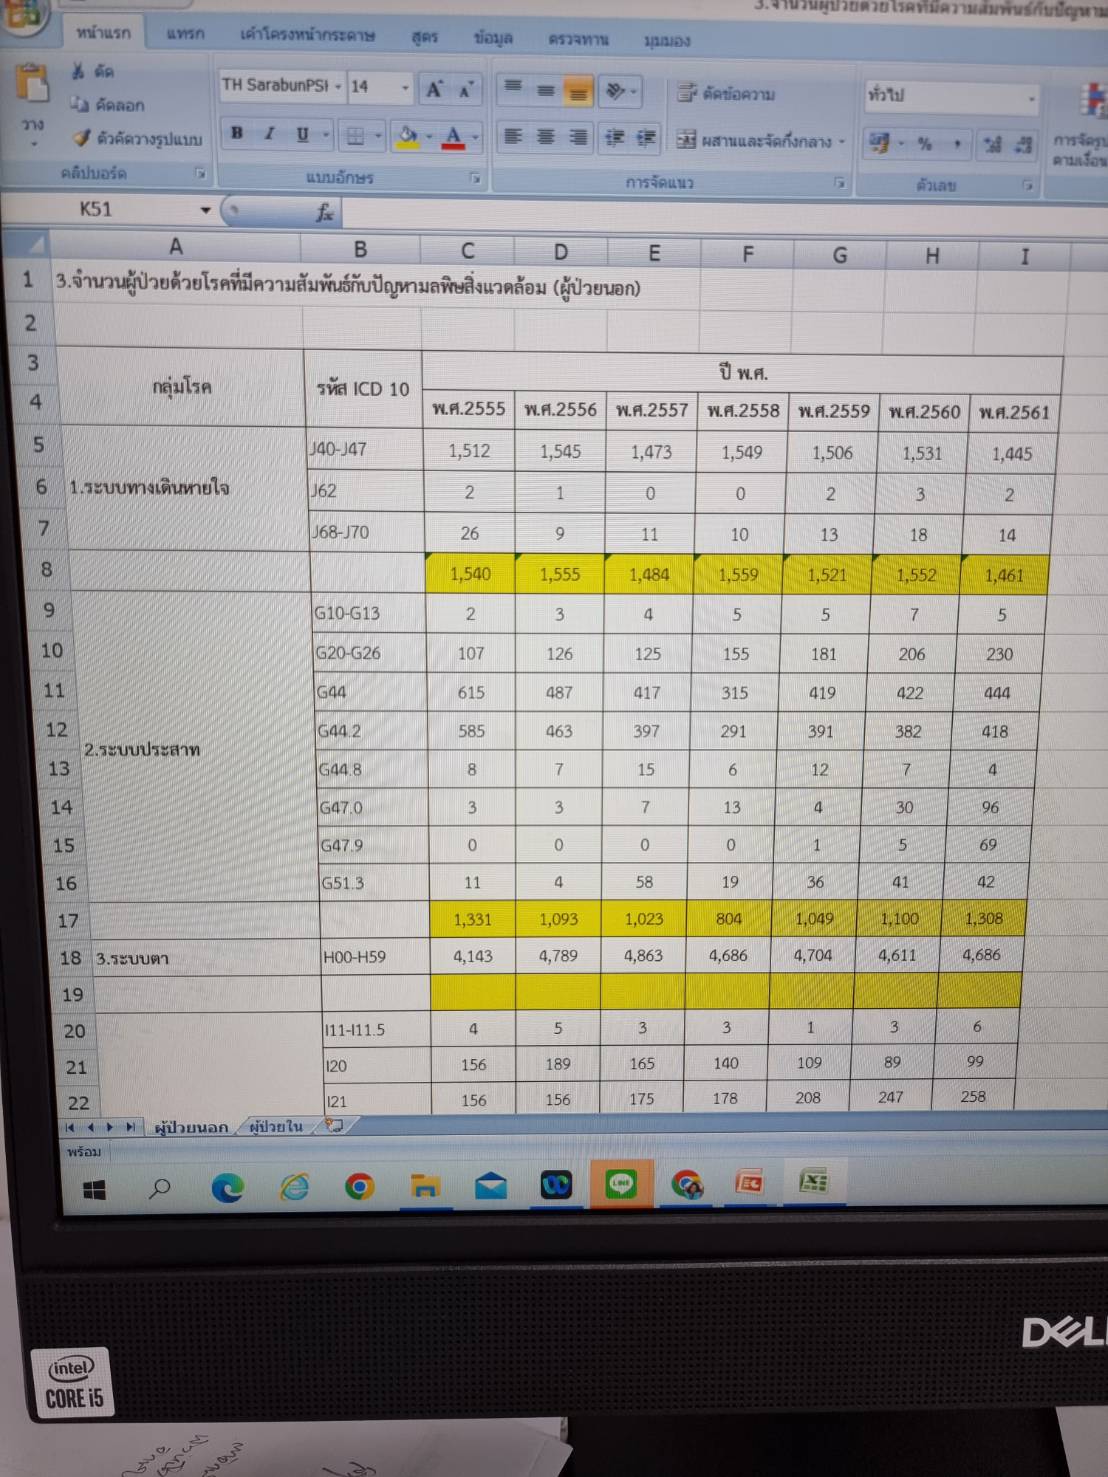 3.จำนวนผู้ป่วยด้วยโรคที่มีความสัมพันธ์กับปัญหาม
หน้าแรก แทรก เค้าโครงหน้ากระดาษ สูตร ข้อมูล ตรวจทาน มุมมอง
ตัด
TH SarabunPSK 14 A A ตัดข้อความ ทั่วไป
คัดลอก
วาง
ตัวคัดวางรูปแบบ B I U A ผสานและจัดกึ่งกลาง % , การจัดรูป
ตามเงื่อน
คลิปบอร์ด แบบอักษร การจัดแนว ตัวเลข
K51 fx
A B C D E F G H I
1 3.จำนวนผู้ป่วยด้วยโรคที่มีความสัมพันธ์กับปัญหามลพิษสิ่งแวดล้อม (ผู้ป่วยนอก)
2
3 กลุ่มโรค รหัส ICD 10 ปี พ.ศ.
4 พ.ศ.2555 พ.ศ.2556 พ.ศ.2557 พ.ศ.2558 พ.ศ.2559 พ.ศ.2560 พ.ศ.2561
5 J40-J47 1,512 1,545 1,473 1,549 1,506 1,531 1,445
6 1.ระบบทางเดินหายใจ J62 2 1 0 0 2 3 2
7 J68-J70 26 9 11 10 13 18 14
8 1,540 1,555 1,484 1,559 1,521 1,552 1,461
9 G10-G13 2 3 4 5 5 7 5
10 G20-G26 107 126 125 155 181 206 230
11 G44 615 487 417 315 419 422 444
12 G44.2 585 463 397 291 391 382 418
2.ระบบประสาท
13 G44.8 8 7 15 6 12 7 4
14 G47.0 3 3 7 13 4 30 96
15 G47.9 0 0 0 0 1 5 69
16 G51.3 11 4 58 19 36 41 42
17 1,331 1,093 1,023 804 1,049 1,100 1,308
18 3.ระบบตา H00-H59 4,143 4,789 4,863 4,686 4,704 4,611 4,686
19
20 I11-I11.5 4 5 3 3 1 3 6
21 I20 156 189 165 140 109 89 99
22 I21 156 156 175 178 208 247 258
ผู้ป่วยนอก ผู้ป่วยใน
พร้อม
LINE
DELL
intel
CORE i5